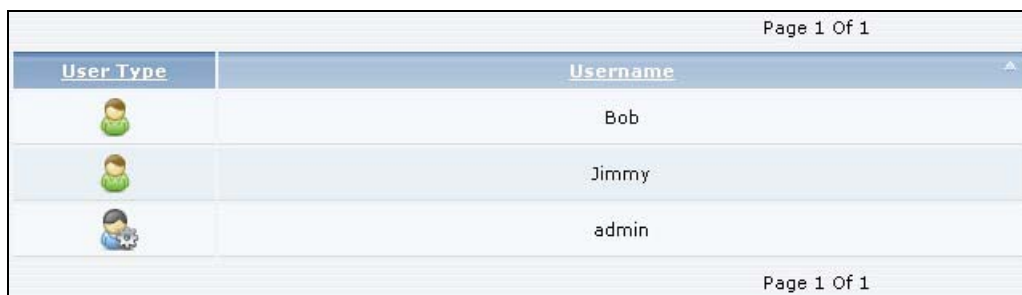 Page 1 Of 1
User Type Username
Bob
Jimmy
admin
Page 1 Of 1